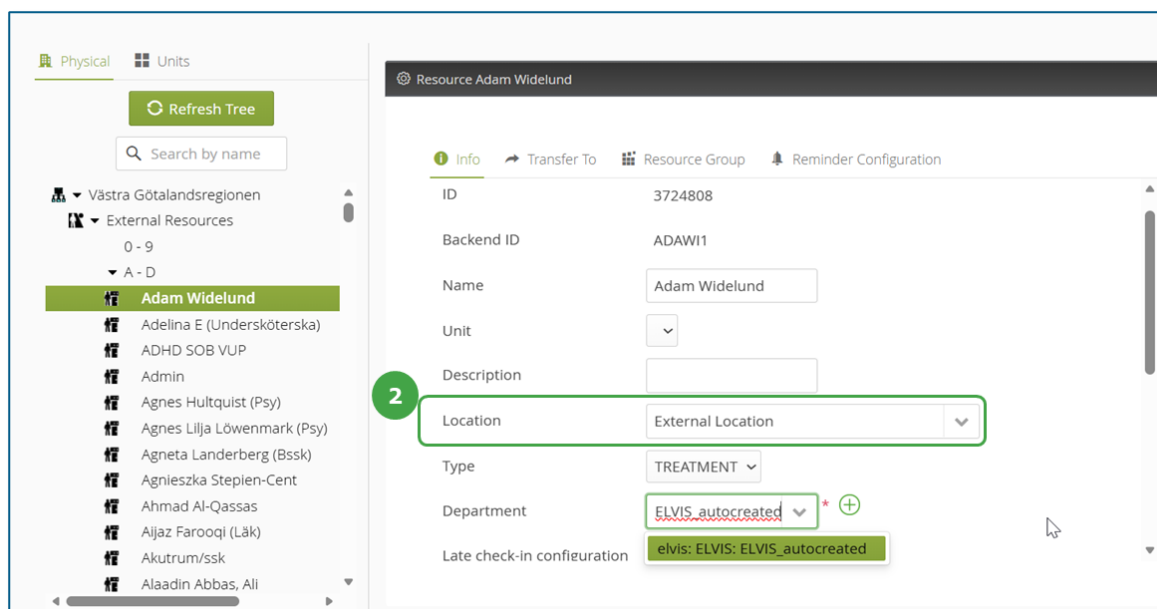 Physical Units
Refresh Tree
Search by name
Västra Götalandsregionen
External Resources
0 - 9
A - D
Adam Widelund
Adelina E (Undersköterska)
ADHD SOB VUP
Admin
Agnes Hultquist (Psy)
Agnes Lilja Löwenmark (Psy)
Agneta Landerberg (Bssk)
Agnieszka Stepien-Cent
Ahmad Al-Qassas
Aijaz Farooqi (Läk)
Akutrum/ssk
Alaadin Abbas, Ali
Resource Adam Widelund
Info Transfer To Resource Group Reminder Configuration
ID 3724808
Backend ID ADAWI1
Name Adam Widelund
Unit
Description
2
Location External Location
Type TREATMENT
Department ELVIS_autocreated *
elvis: ELVIS: ELVIS_autocreated
Late check-in configuration